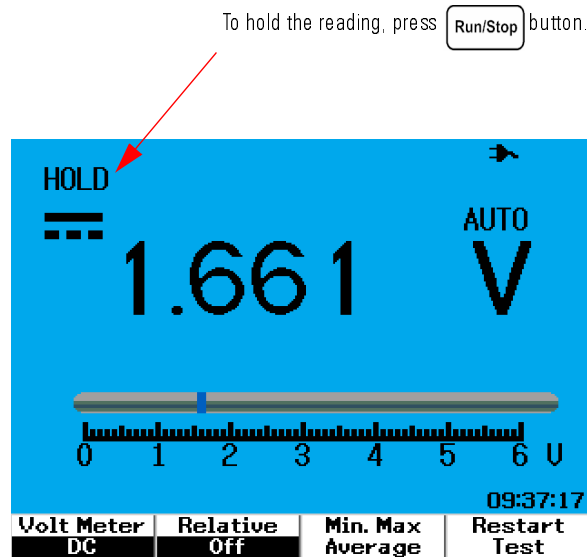 To hold the reading, press Run/Stop button.
HOLD
AUTO
1.661 V
0 1 2 3 4 5 6 V
09:37:17
Volt Meter Relative Min. Max Restart
DC Off Average Test